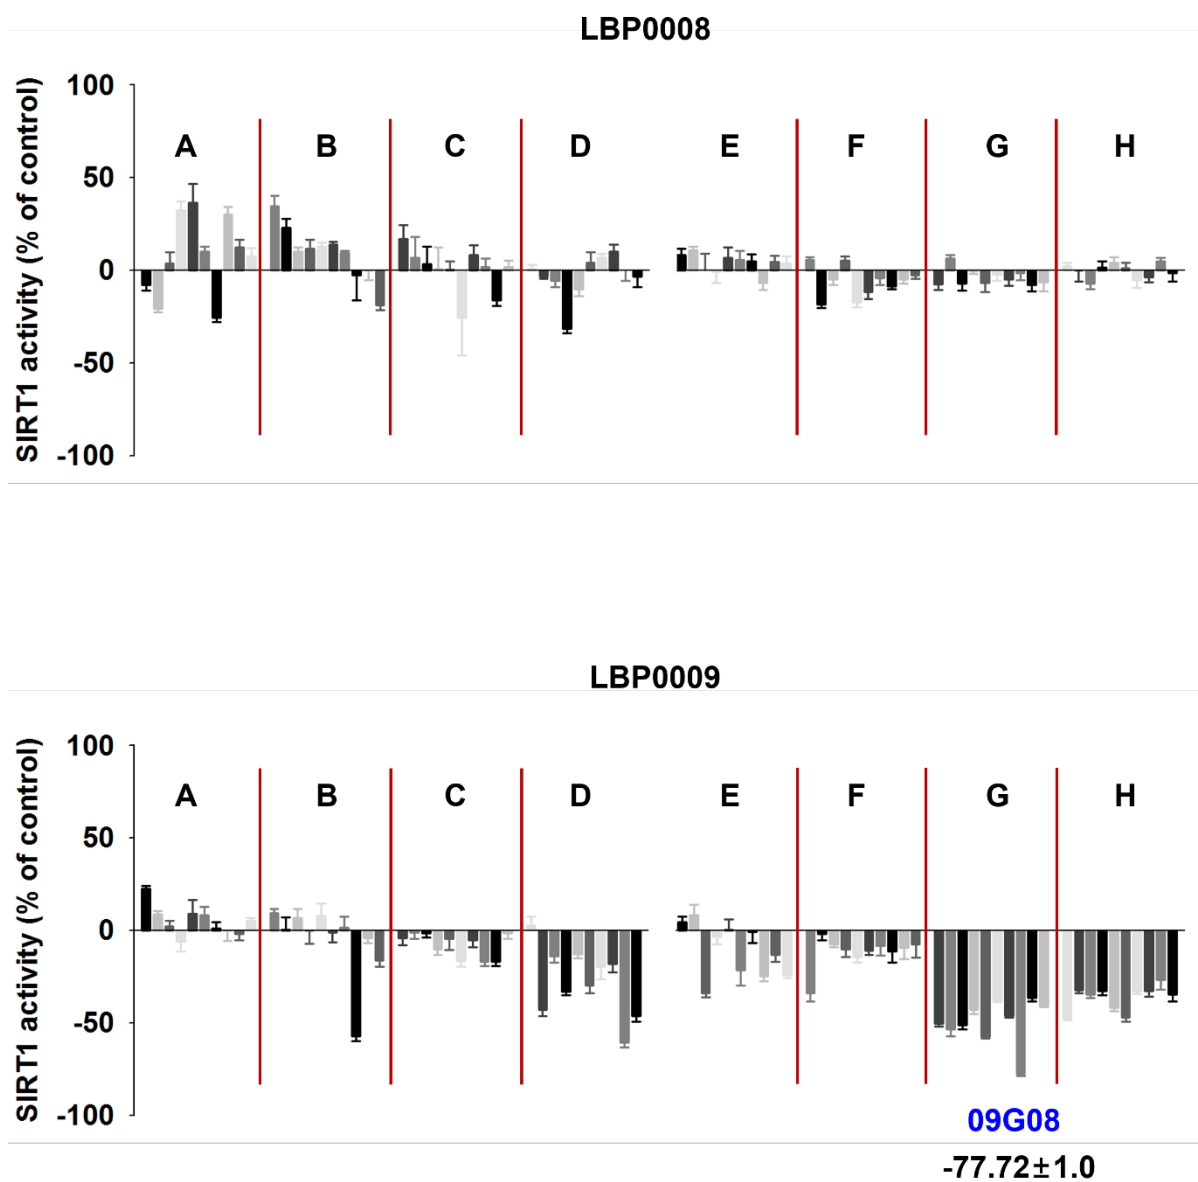 LBP0008
SIRT1 activity (% of control)
100
50
0
-50
-100
A B C D E F G H
LBP0009
SIRT1 activity (% of control)
100
50
0
-50
-100
A B C D E F G H
09G08
-77.72±1.0